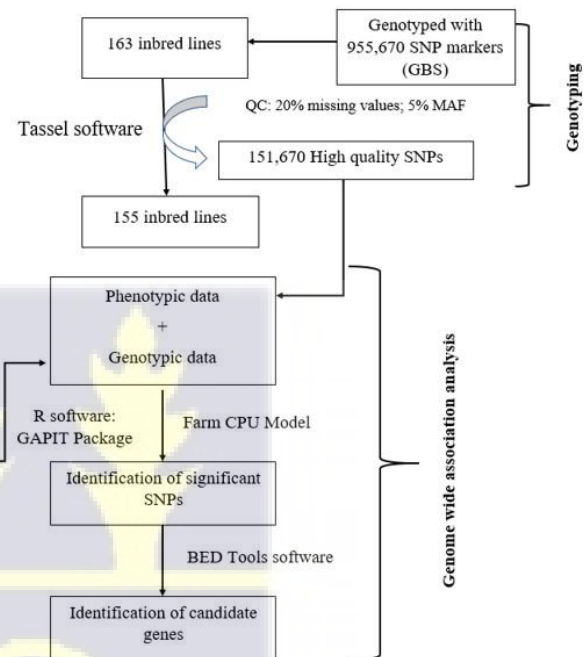 163 inbred lines
Genotyped with
955,670 SNP markers
(GBS)
QC: 20% missing values; 5% MAF
Tassel software
151,670 High quality SNPs
155 inbred lines
Genotyping
Phenotypic data
+
Genotypic data
R software:
GAPIT Package
Farm CPU Model
Identification of significant
SNPs
BED Tools software
Identification of candidate
genes
Genome wide association analysis